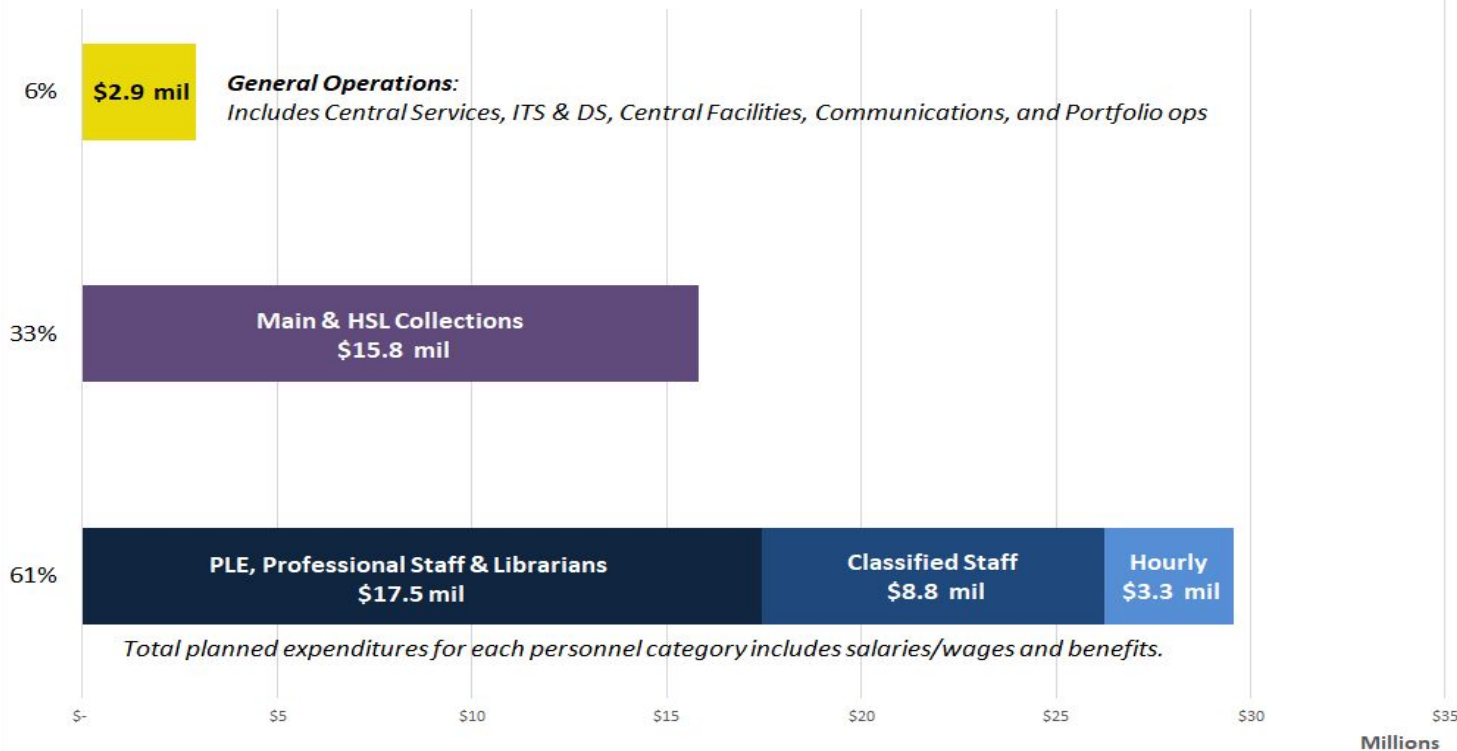 6%
$2.9 mil
General Operations:
Includes Central Services, ITS & DS, Central Facilities, Communications, and Portfolio ops
33%
Main & HSL Collections
$15.8 mil
61%
PLE, Professional Staff & Librarians
$17.5 mil
Classified Staff
$8.8 mil
Hourly
$3.3 mil
Total planned expenditures for each personnel category includes salaries/wages and benefits.
$- $5 $10 $15 $20 $25 $30 $35
Millions